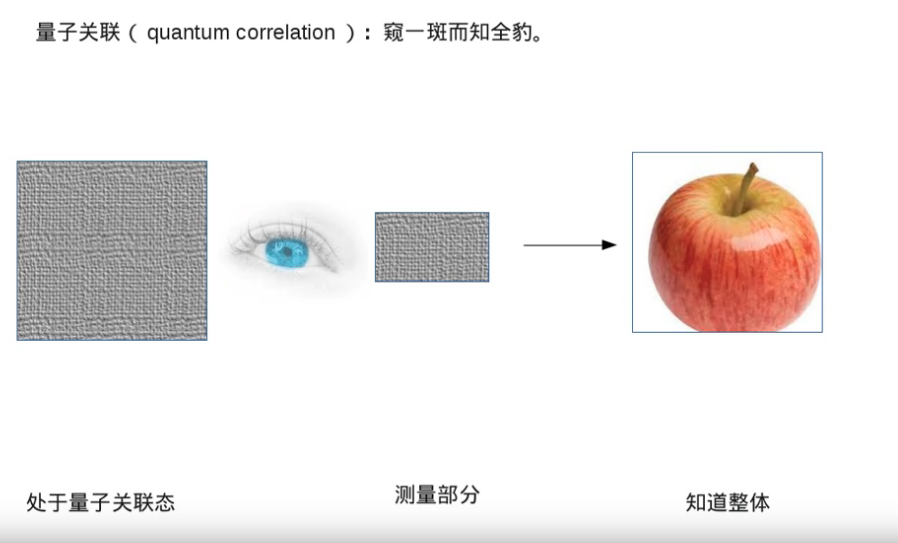 量子关联（ quantum correlation ）：窥一斑而知全豹。
处于量子关联态
测量部分
知道整体